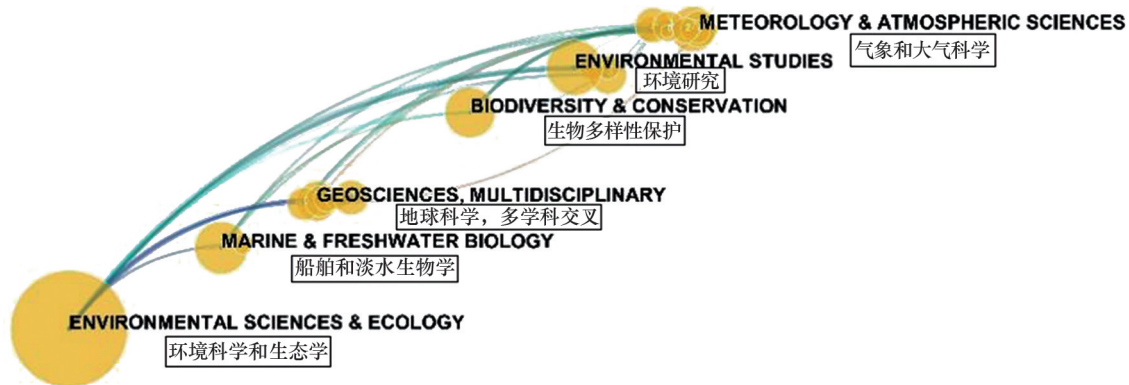 METEOROLOGY & ATMOSPHERIC SCIENCES
气象和大气科学
ENVIRONMENTAL STUDIES
环境研究
BIODIVERSITY & CONSERVATION
生物多样性保护
GEOSCIENCES, MULTIDISCIPLINARY
地球科学，多学科交叉
MARINE & FRESHWATER BIOLOGY
船舶和淡水生物学
ENVIRONMENTAL SCIENCES & ECOLOGY
环境科学和生态学